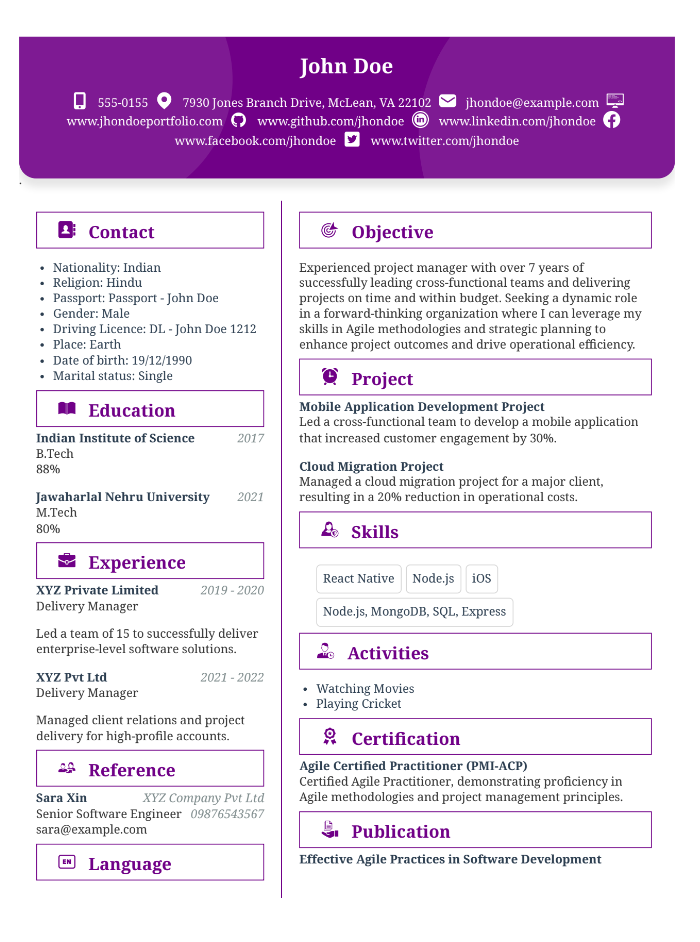 John Doe
555-0155 7930 Jones Branch Drive, McLean, VA 22102 jhondoe@example.com
www.jhondoeportfolio.com www.github.com/jhondoe www.linkedin.com/jhondoe
www.facebook.com/jhondoe www.twitter.com/jhondoe
.
Contact
• Nationality: Indian
• Religion: Hindu
• Passport: Passport - John Doe
• Gender: Male
• Driving Licence: DL - John Doe 1212
• Place: Earth
• Date of birth: 19/12/1990
• Marital status: Single
Education
Indian Institute of Science 2017
B.Tech
88%
Jawaharlal Nehru University 2021
M.Tech
80%
Experience
XYZ Private Limited 2019 - 2020
Delivery Manager
Led a team of 15 to successfully deliver
enterprise-level software solutions.
XYZ Pvt Ltd 2021 - 2022
Delivery Manager
Managed client relations and project
delivery for high-profile accounts.
Reference
Sara Xin XYZ Company Pvt Ltd
Senior Software Engineer 09876543567
sara@example.com
EN Language
Objective
Experienced project manager with over 7 years of
successfully leading cross-functional teams and delivering
projects on time and within budget. Seeking a dynamic role
in a forward-thinking organization where I can leverage my
skills in Agile methodologies and strategic planning to
enhance project outcomes and drive operational efficiency.
Project
Mobile Application Development Project
Led a cross-functional team to develop a mobile application
that increased customer engagement by 30%.
Cloud Migration Project
Managed a cloud migration project for a major client,
resulting in a 20% reduction in operational costs.
Skills
React Native Node.js iOS
Node.js, MongoDB, SQL, Express
Activities
• Watching Movies
• Playing Cricket
Certification
Agile Certified Practitioner (PMI-ACP)
Certified Agile Practitioner, demonstrating proficiency in
Agile methodologies and project management principles.
Publication
Effective Agile Practices in Software Development